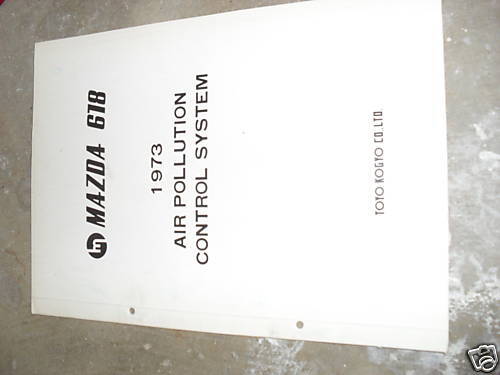 m MAZDA 618
1973
AIR POLLUTION
CONTROL SYSTEM
TOYO KOGYO CO., LTD.